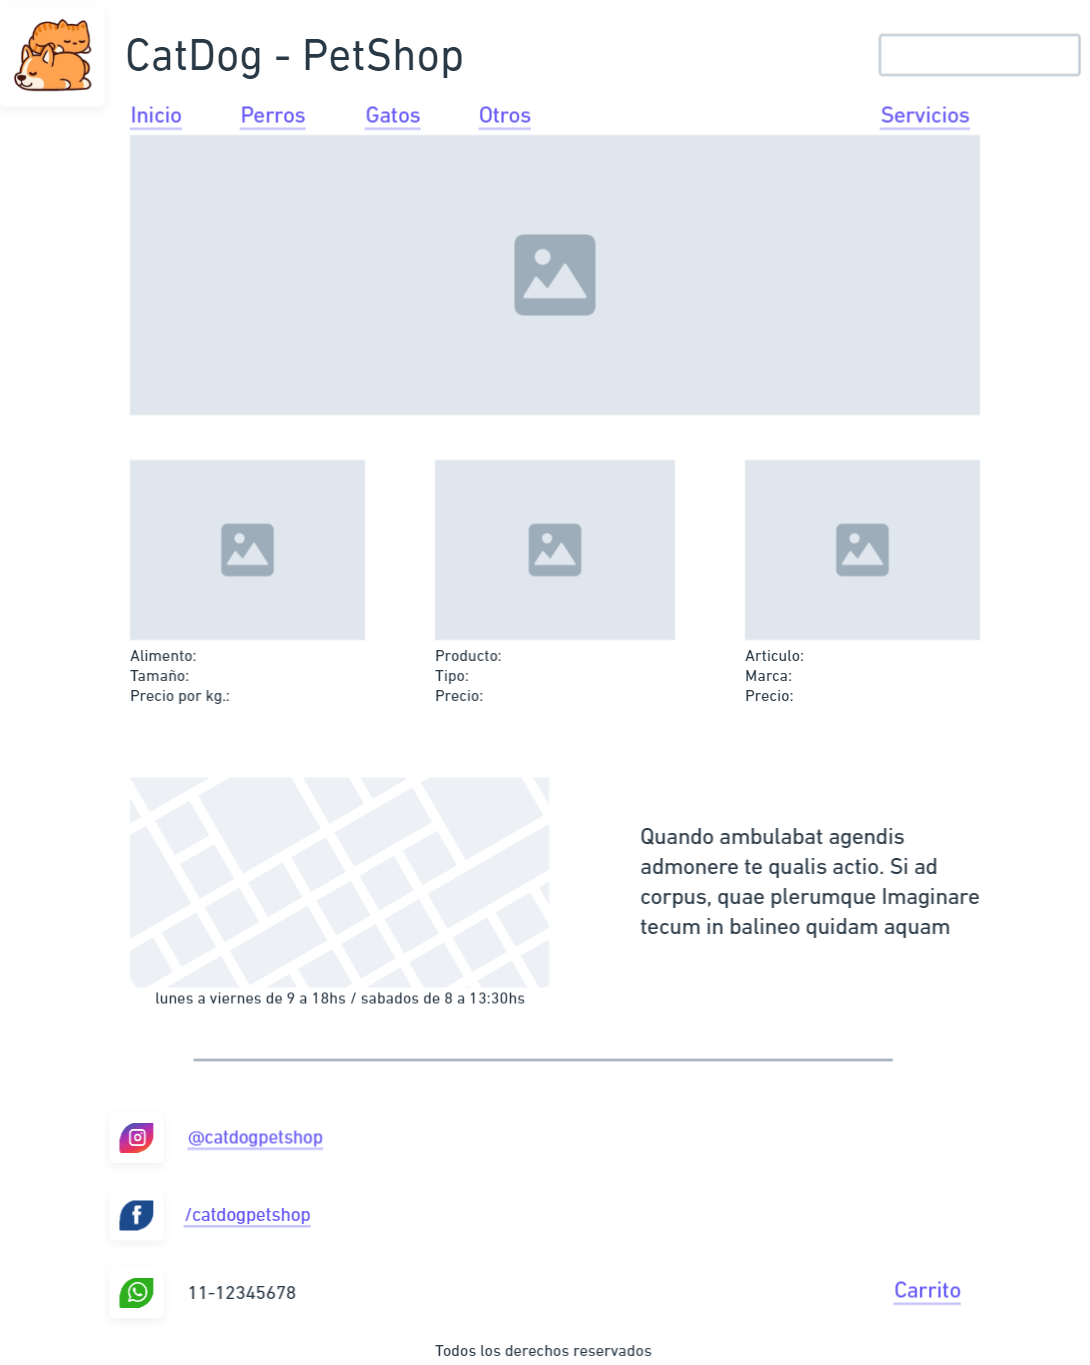 CatDog - PetShop
Inicio
Perros
Gatos
Otros
Servicios
Alimento:
Tamaño:
Precio por kg.:
Producto:
Tipo:
Precio:
Articulo:
Marca:
Precio:
Quando ambulabat agendis
admonere te qualis actio. Si ad
corpus, quae plerumque Imaginare
tecum in balineo quidam aquam
lunes a viernes de 9 a 18hs / sabados de 8 a 13:30hs
@catdogpetshop
/catdogpetshop
11-12345678
Carrito
Todos los derechos reservados